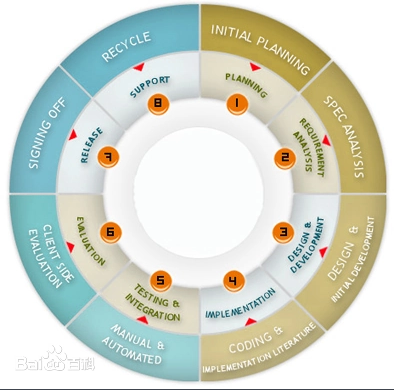 RECYCLE
INITIAL PLANNING
SUPPORT
PLANNING
8
1
SIGNING OFF
SPEC ANALYSIS
RELEASE
REQUIREMENT
ANALYSIS
7
2
6
3
CLIENT SIDE
EVALUATION
EVALUATION
DESIGN &
DEVELOPMENT
DESIGN &
INITIAL DEVELOPMENT
5
4
TESTING &
INTEGRATION
IMPLEMENTATION
MANUAL &
AUTOMATED
CODING &
IMPLEMENTATION LITERATURE
Bai百科